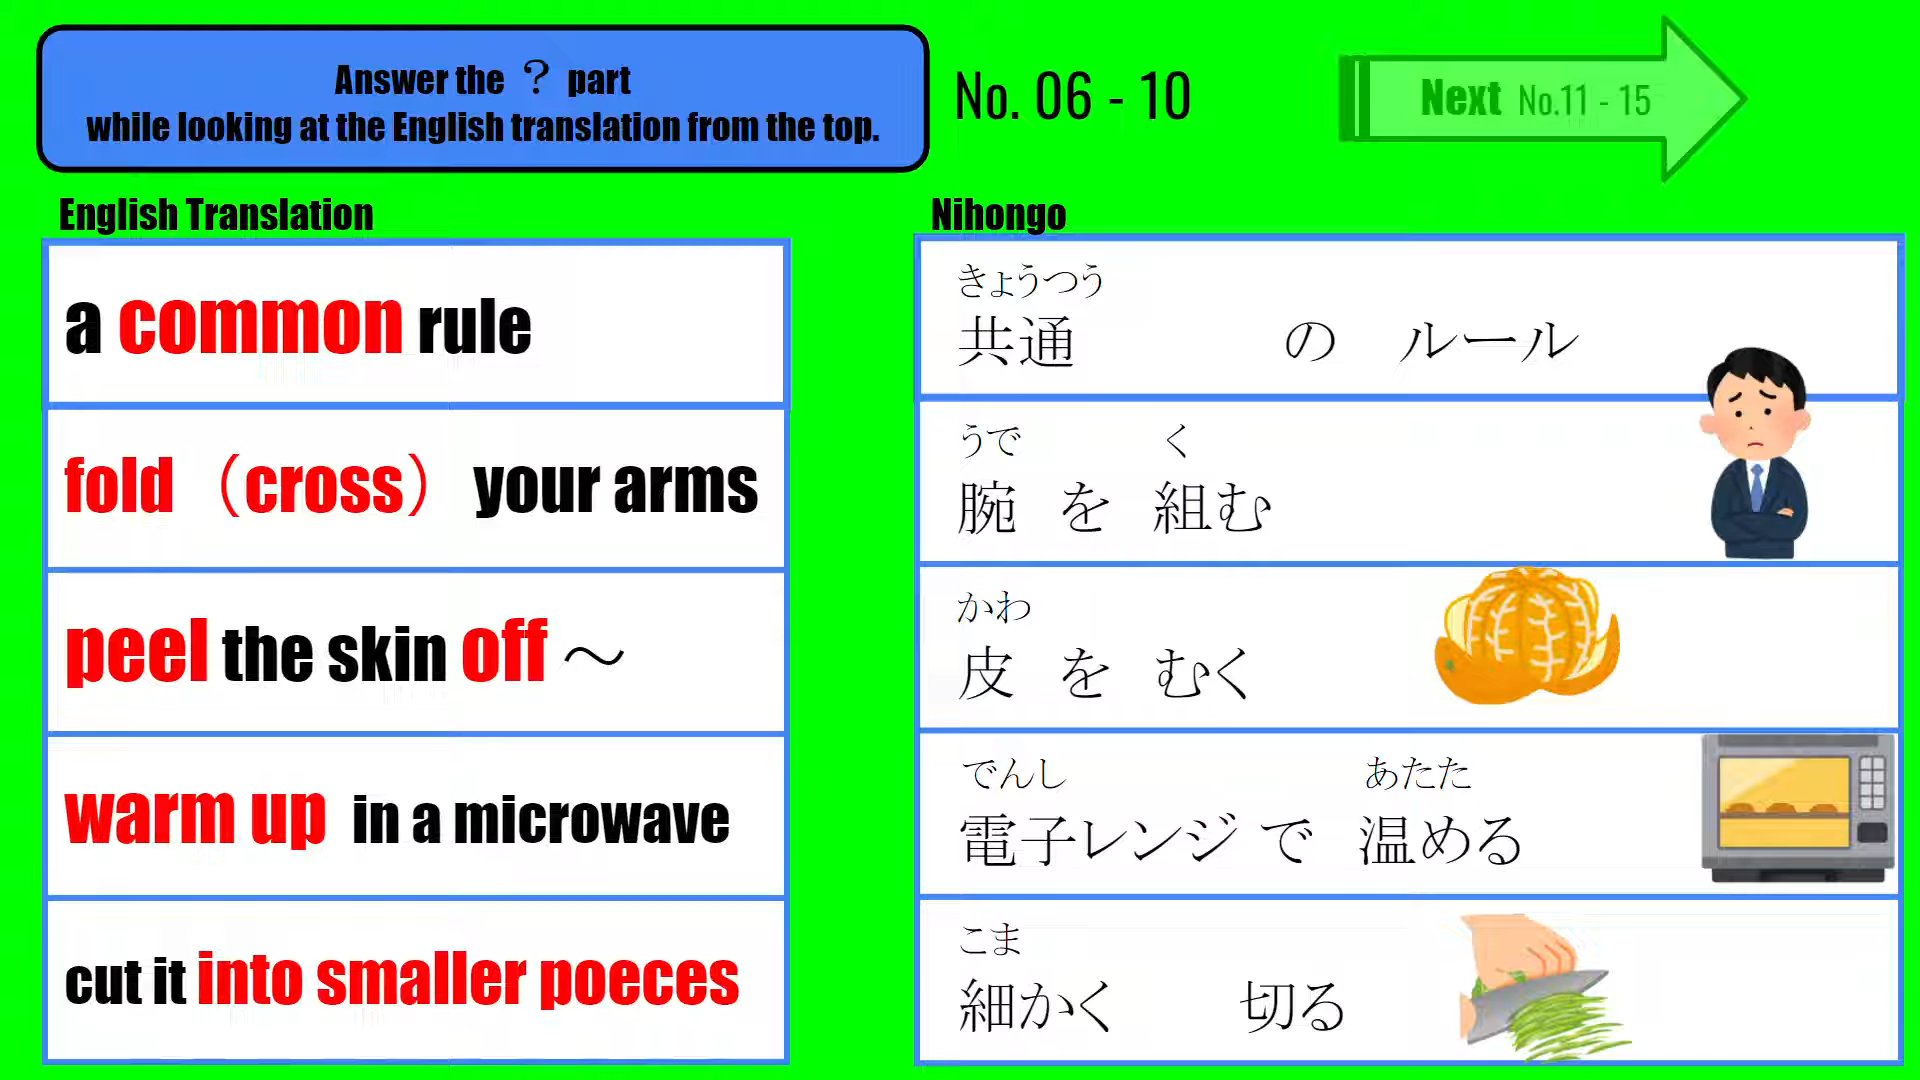 Answer the ？ part
while looking at the English translation from the top.
No. 06 - 10
Next No.11 - 15
English Translation
Nihongo
a common rule
きょうつう
共通 の ルール
fold （cross） your arms
うで く
腕 を 組む
peel the skin off ～
かわ
皮 を むく
warm up in a microwave
でんし あたた
電子レンジ で 温める
cut it into smaller poeces
こま
細かく 切る